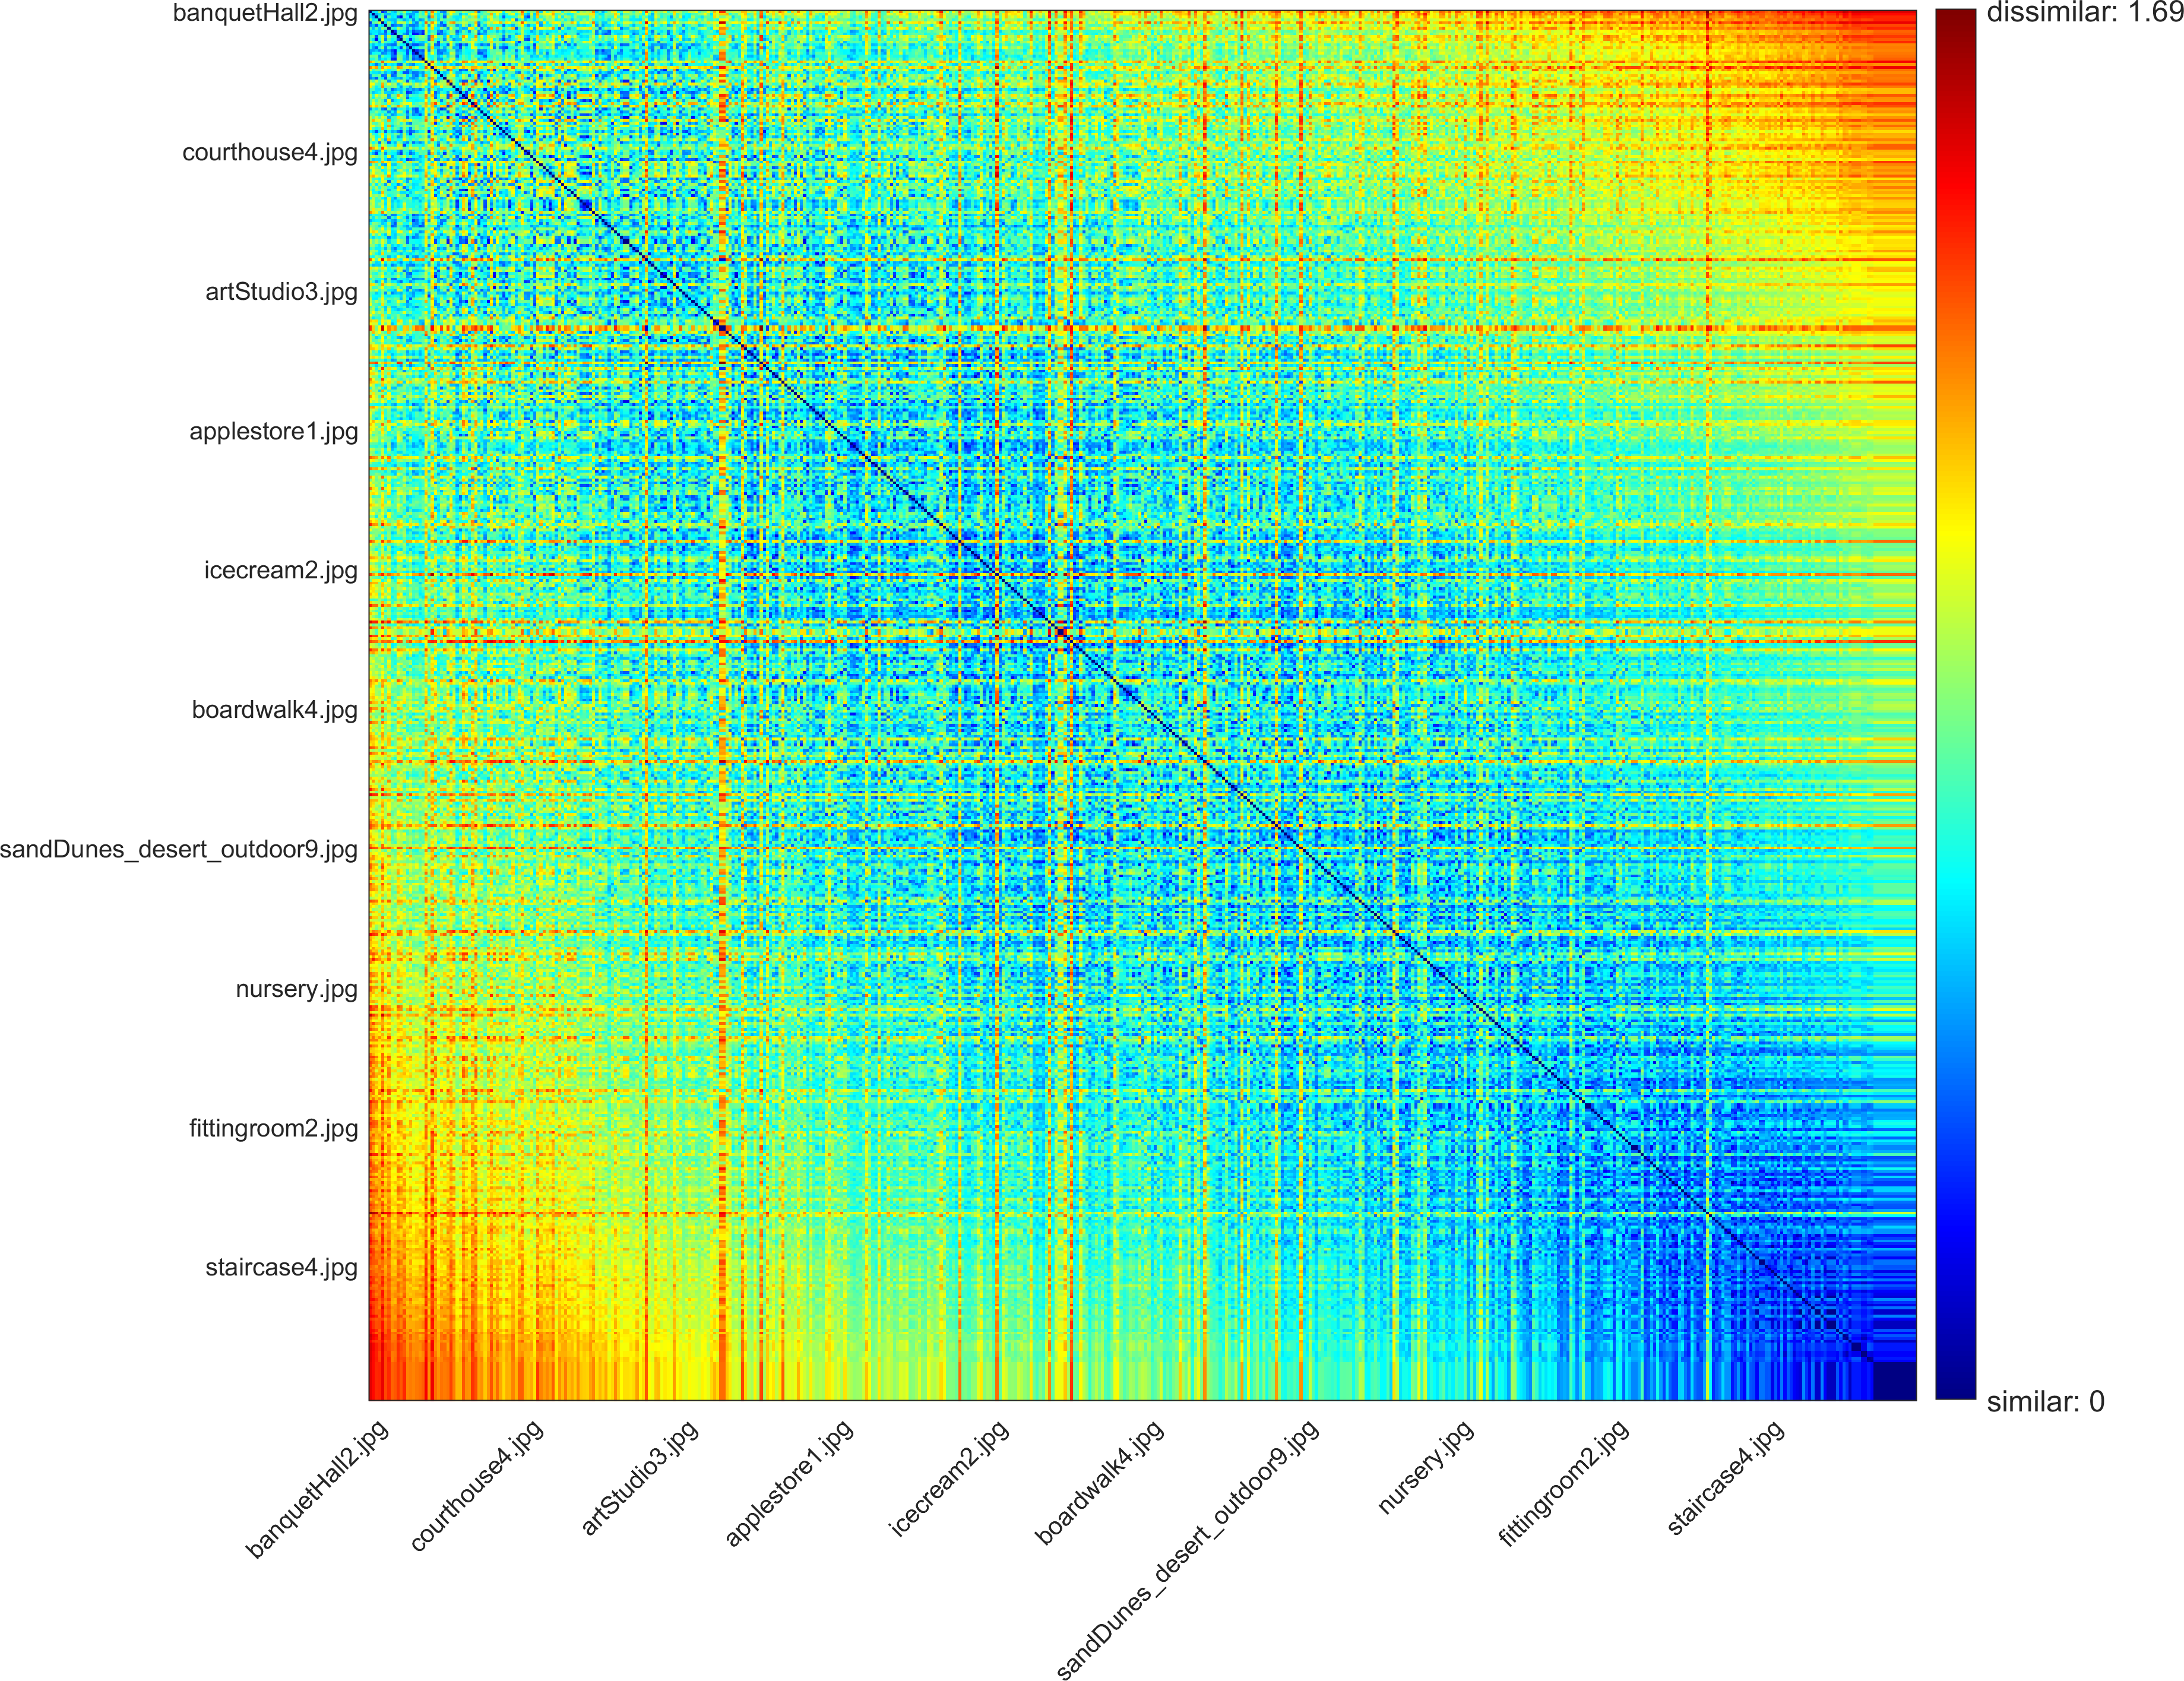 banquetHall2.jpg
courthouse4.jpg
artStudio3.jpg
applestore1.jpg
icecream2.jpg
boardwalk4.jpg
sandDunes_desert_outdoor9.jpg
nursery.jpg
fittingroom2.jpg
staircase4.jpg
banquetHall2.jpg
courthouse4.jpg
artStudio3.jpg
applestore1.jpg
icecream2.jpg
boardwalk4.jpg
sandDunes_desert_outdoor9.jpg
nursery.jpg
fittingroom2.jpg
staircase4.jpg
dissimilar: 1.69
similar: 0